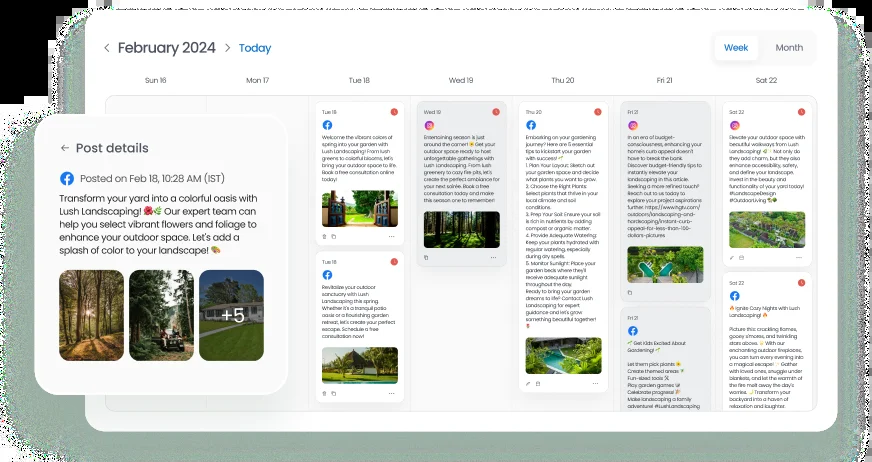 February 2024
Today
Week
Month
Sun 16
Mon 17
Tue 18
Wed 19
Thu 20
Fri 21
Sat 22
Post details
Posted on Feb 18, 10:28 AM (IST)
Transform your yard into a colorful oasis with
Lush Landscaping! 🌺🌿 Our expert team can
help you select vibrant flowers and foliage to
enhance your outdoor space. Let's add a
splash of color to your landscape! 🎨
+5
Tue 18
Welcome the vibrant colors of
spring into your garden with
Lush Landscaping! From lush
greens to colorful blooms, let's
bring your outdoor space to life.
Book a free consultation online
today!
Tue 18
Revitalize your outdoor
sanctuary with Lush
Landscaping this spring.
Whether it's a tranquil patio
oasis or a flourishing garden
retreat, let's create your perfect
escape. Schedule a free
consultation now!
Wed 19
Entertaining season is just
around the corner! 🌟 Get your
outdoor space ready to host
unforgettable gatherings with
Lush Landscaping. From
greenery to cozy fire pits, let's
create the perfect ambiance for
your next soirée. Book a free
consultation today and make
this season one to remember!
Thu 20
Embarking on your gardening
journey? Here are 5 essential
tips to kickstart your garden
with success! 🌱
1. Plan Your Layout: Sketch out
your garden space and decide
what plants you want to grow.
2. Choose the Right Plants:
Select plants that thrive in your
local climate and soil
conditions.
3. Prep Your Soil: Ensure your soil
is rich in nutrients by adding
compost or organic matter.
4. Provide Adequate Watering:
Keep your plants hydrated with
regular watering, especially
during dry spells.
5. Monitor Sunlight: Place your
garden beds where they'll
receive adequate sunlight
throughout the day.
Ready to bring your garden
dreams to life? Contact Lush
Landscaping for expert
guidance and let's grow
something beautiful together!
Fri 21
In an era of budget-
consciousness, enhancing your
home's curb appeal doesn't
have to break the bank.
Discover budget-friendly tips to
instantly elevate your
landscaping in this article.
Seeking a more refined touch?
Reach out to us today to
explore your project aspirations
further. https://www.hgtv.com/
outdoors/landscaping-and-
hardscaping/instant-curb-
appeal-for-less-than-100-
dollars-pictures
Fri 21
🌱 Get Kids Excited About
Gardening! 🌱
Let them pick plants 🌻
Create themed areas
Fun-sized tools
Play garden games
Celebrate progress! 🎉
Make landscaping a family
adventure! #LushLandscaping
Sat 22
Elevate your outdoor space with
beautiful walkways from Lush
Landscaping! 🌿 Not only do
they add charm, but they also
enhance accessibility, safety,
and define your landscape.
Invest in the beauty and
functionality of your yard today!
#LandscapeDesign
#OutdoorLiving
Sat 22
🔥 Ignite Cozy Nights with Lush
Landscaping! 🔥
Picture this: crackling flames,
gooey s'mores, and twinkling
stars above. With our
enchanting outdoor fireplaces,
you can turn every evening into
a magical escape! Gather
with loved ones, snuggle under
blankets, and let the warmth of
the fire melt away the day's
worries. Transform your
backyard into a haven of
relaxation and laughter.